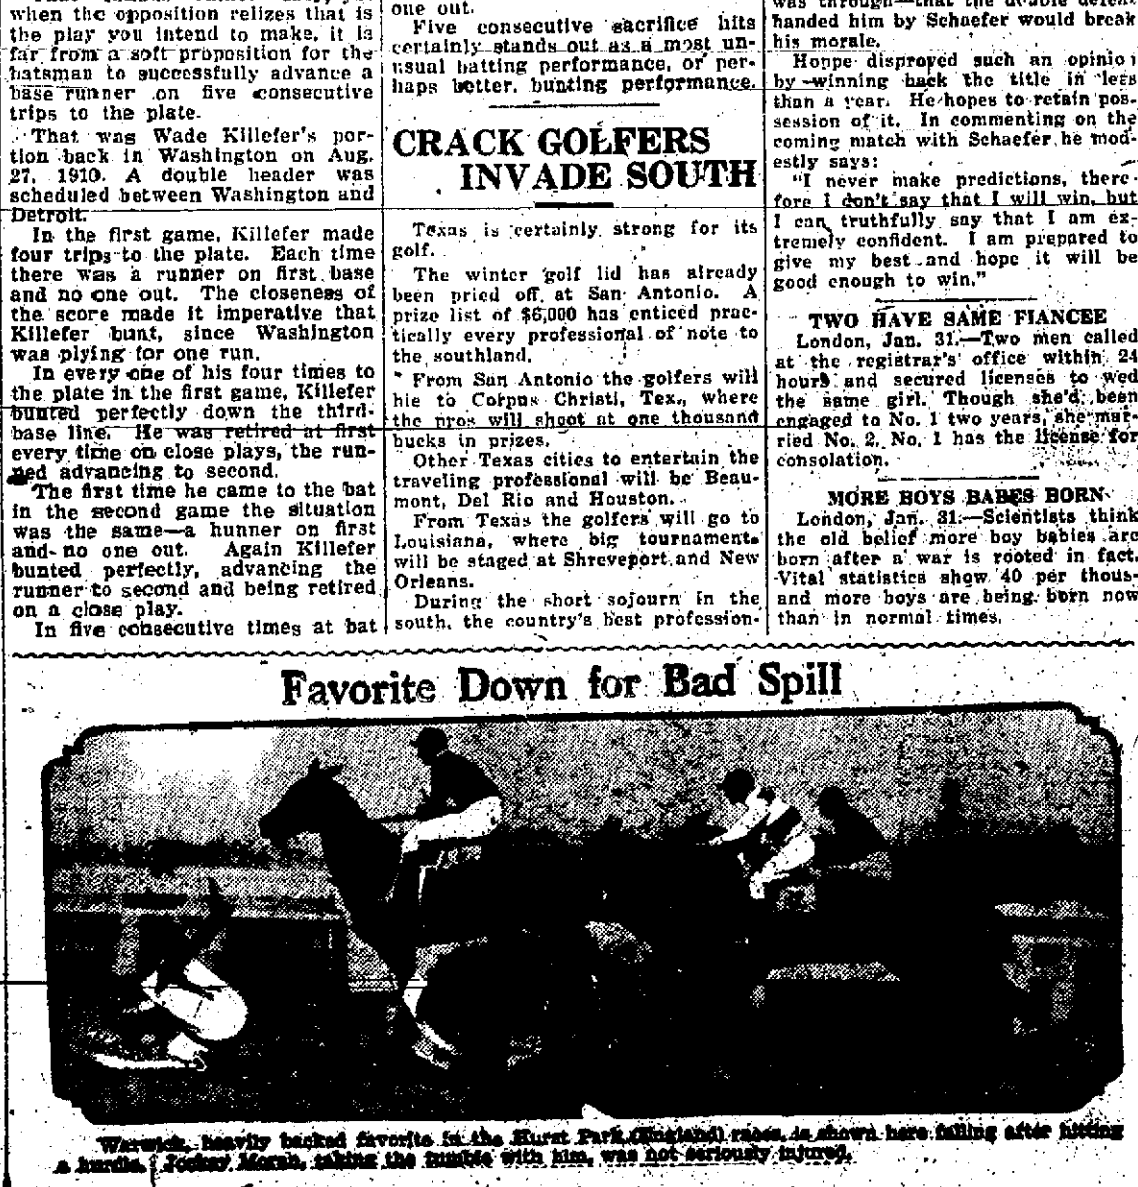 when the opposition relizes that is
the play you intend to make, it is
far from a soft proposition for the
batsman to successfully advance a
base runner on five consecutive
trips to the plate.
That was Wade Killefer's por-
tion back in Washington on Aug.
27, 1910. A double header was
scheduled between Washington and
Detroit.
In the first game, Killefer made
four trips to the plate. Each time
there was a runner on first base
and no one out. The closeness of
the score made it imperative that
Killefer bunt, since Washington
was plying for one run.
In every one of his four times to
the plate in the first game, Killefer
bunted perfectly down the third-
base line. He was retired at first
every time on close plays, the run-
ned advancing to second.
The first time he came to the bat
in the second game the situation
was the same—a hunner on first
and no one out. Again Killefer
bunted perfectly, advancing the
runner to second and being retired
on a close play.
In five consecutive times at bat
one out.
Five consecutive sacrifice hits
certainly stands out as a most un-
usual batting performance, or per-
haps better, bunting performance.
CRACK GOLFERS
INVADE SOUTH
Texas is certainly strong for its
golf.
The winter golf lid has already
been pried off at San Antonio. A
prize list of $6,000 has enticed prac-
tically every professional of note to
the southland.
From San Antonio the golfers will
hie to Corpus Christi, Tex., where
the pros will shoot at one thousand
bucks in prizes.
Other Texas cities to entertain the
traveling professional will be Beau-
mont, Del Rio and Houston.
From Texas the golfers will go to
Louisiana, where big tournaments
will be staged at Shreveport and New
Orleans.
During the short sojourn in the
south, the country's best profession-
was through—that the double defeat
handed him by Schaefer would break
his morale.
Hoppe disproved such an opinion
by winning back the title in less
than a year. He hopes to retain pos-
session of it. In commenting on the
coming match with Schaefer he mod-
estly says:
"I never make predictions, there-
fore I don't say that I will win, but
I can truthfully say that I am ex-
tremely confident. I am prepared to
give my best and hope it will be
good enough to win."
TWO HAVE SAME FIANCEE
London, Jan. 31.—Two men called
at the registrar's office within 24
hours and secured licenses to wed
the same girl. Though she'd been
engaged to No. 1 two years, she mar-
ried No. 2. No. 1 has the license for
consolation.
MORE BOYS BABES BORN
London, Jan. 31.—Scientists think
the old belief more boy babies are
born after a war is rooted in fact.
Vital statistics show 40 per thous-
and more boys are being born now
than in normal times.
Favorite Down for Bad Spill
Warwick, heavily backed favorite in the Hurst Park (England) races, is shown here falling after hitting
a hurdle. Jockey Morah, taking the tumble with him, was not seriously injured.